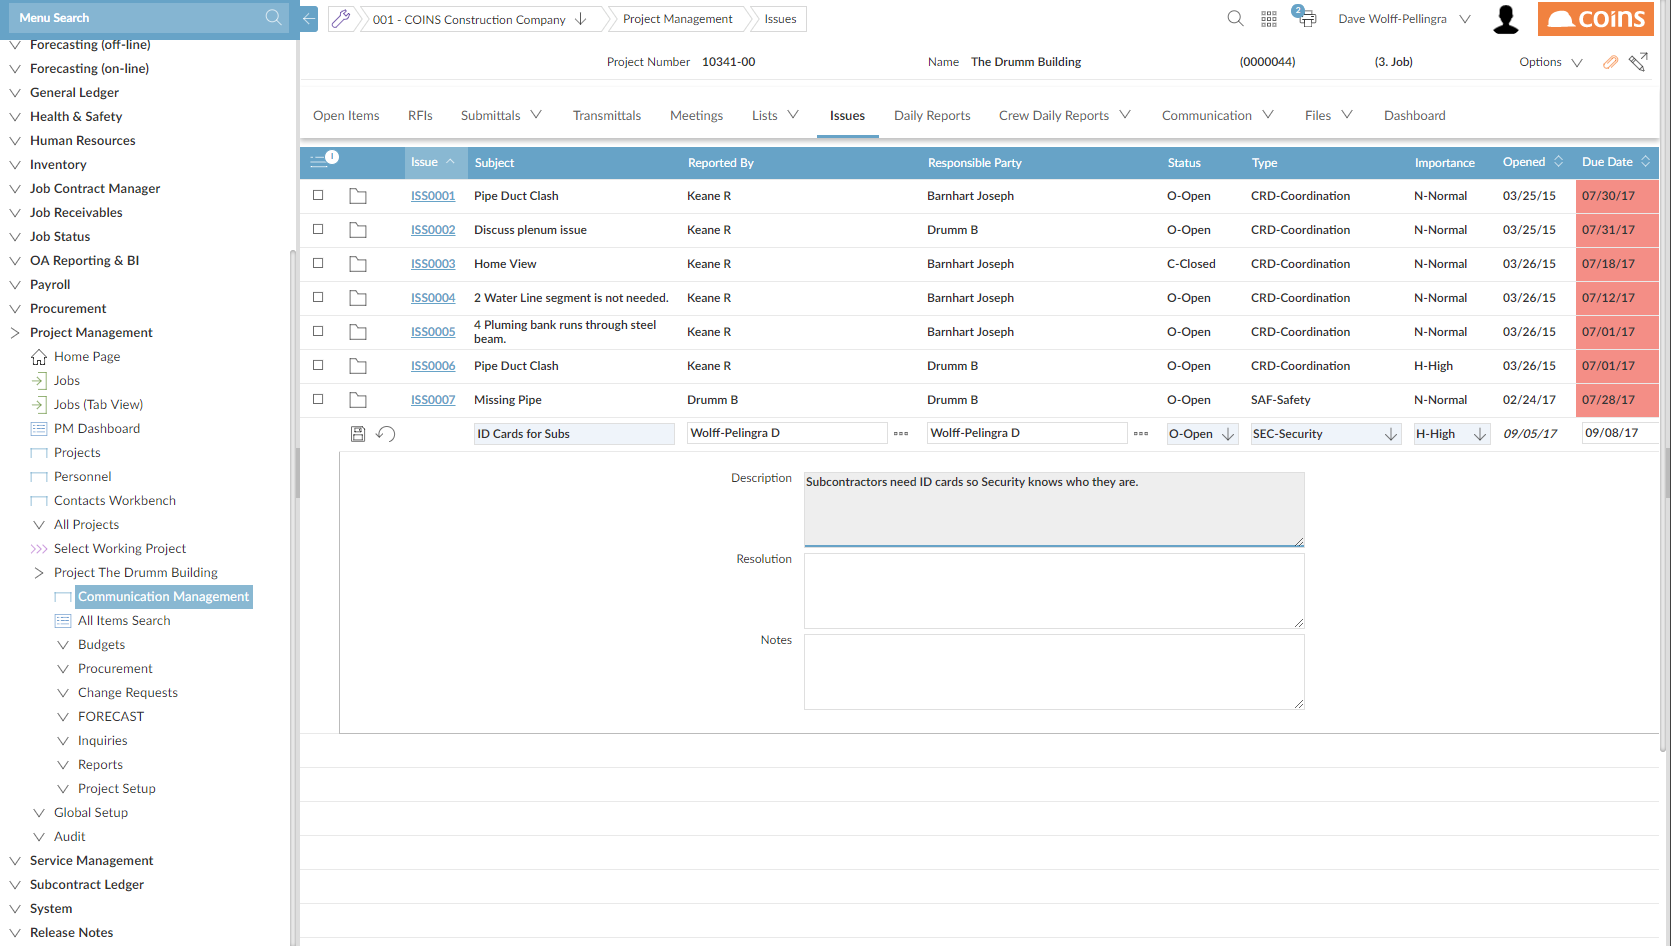 Menu Search
001 - COINS Construction Company
Project Management
Issues
2
Dave Wolff-Pellingra
coins
Project Number 10341-00
Name The Drumm Building
(0000044)
(3. Job)
Options
Forecasting (off-line)
Forecasting (on-line)
General Ledger
Health & Safety
Human Resources
Inventory
Job Contract Manager
Job Receivables
Job Status
OA Reporting & BI
Payroll
Procurement
Project Management
Home Page
Jobs
Jobs (Tab View)
PM Dashboard
Projects
Personnel
Contacts Workbench
All Projects
Select Working Project
Project The Drumm Building
Communication Management
All Items Search
Budgets
Procurement
Change Requests
FORECAST
Inquiries
Reports
Project Setup
Global Setup
Audit
Service Management
Subcontract Ledger
System
Release Notes
Open Items RFIs Submittals Transmittals Meetings Lists Issues Daily Reports Crew Daily Reports Communication Files Dashboard
1 Issue Subject Reported By Responsible Party Status Type Importance Opened Due Date
ISS0001 Pipe Duct Clash Keane R Barnhart Joseph O-Open CRD-Coordination N-Normal 03/25/15 07/30/17
ISS0002 Discuss plenum issue Keane R Drumm B O-Open CRD-Coordination N-Normal 03/25/15 07/31/17
ISS0003 Home View Keane R Barnhart Joseph C-Closed CRD-Coordination N-Normal 03/26/15 07/18/17
ISS0004 2 Water Line segment is not needed. Keane R Barnhart Joseph O-Open CRD-Coordination N-Normal 03/26/15 07/12/17
ISS0005 4 Pluming bank runs through steel beam. Keane R Barnhart Joseph O-Open CRD-Coordination N-Normal 03/26/15 07/01/17
ISS0006 Pipe Duct Clash Keane R Drumm B O-Open CRD-Coordination H-High 03/26/15 07/01/17
ISS0007 Missing Pipe Drumm B Drumm B O-Open SAF-Safety N-Normal 02/24/17 07/28/17
ID Cards for Subs Wolff-Pelingra D Wolff-Pelingra D O-Open SEC-Security H-High 09/05/17 09/08/17
Description Subcontractors need ID cards so Security knows who they are.
Resolution
Notes